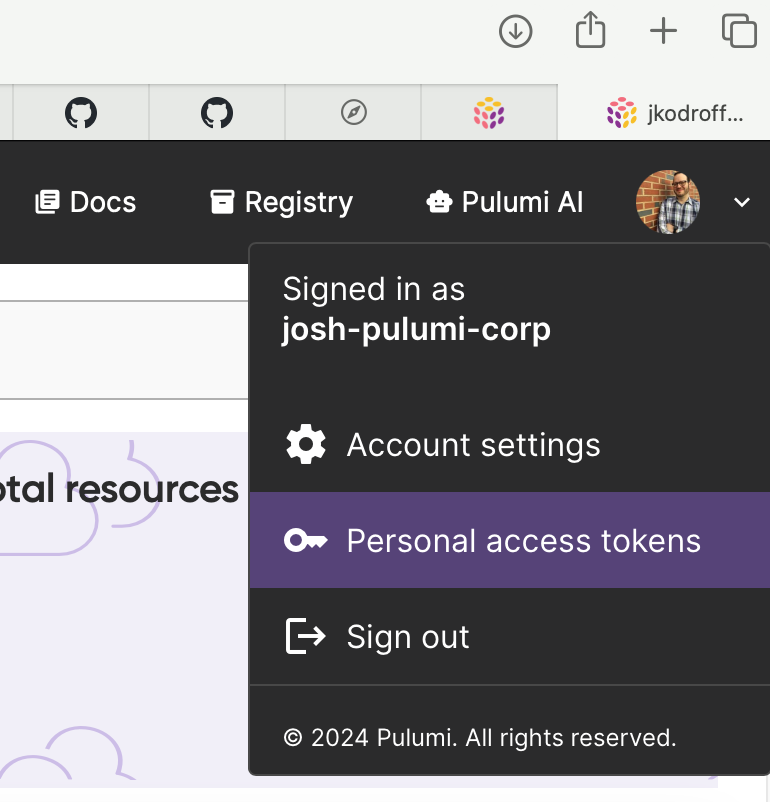 jkodroff...
Docs
Registry
Pulumi AI
Signed in as
josh-pulumi-corp
Account settings
otal resources
Personal access tokens
Sign out
© 2024 Pulumi. All rights reserved.